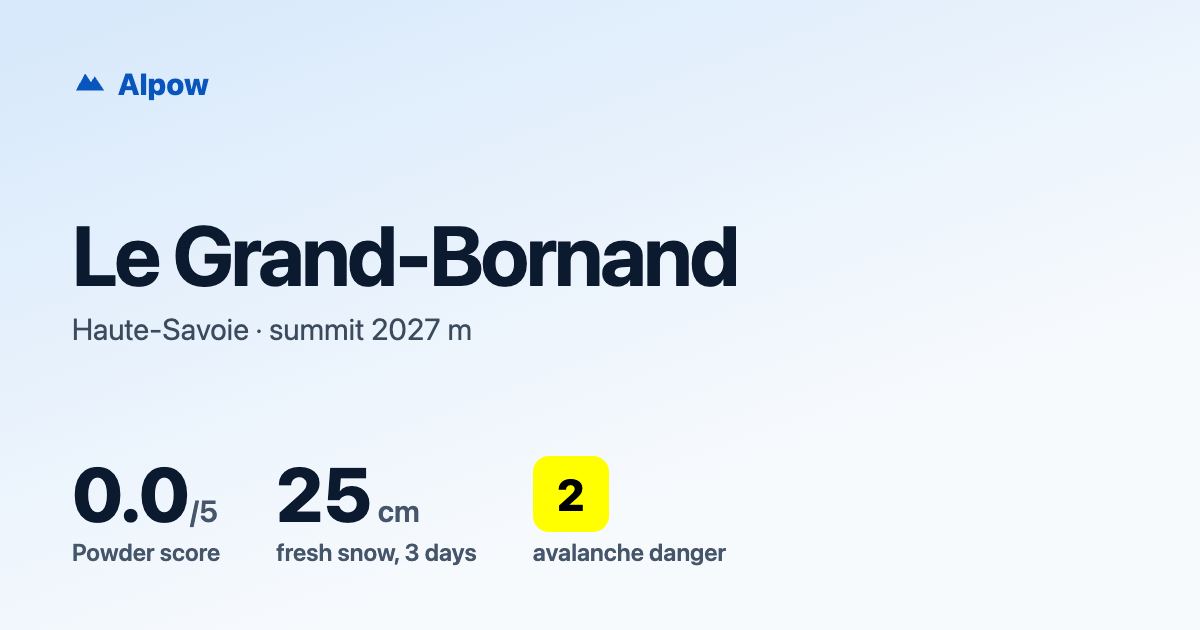 Alpow
Le Grand-Bornand
Haute-Savoie · summit 2027 m
0.0/5
Powder score
25 cm
fresh snow, 3 days
2
avalanche danger